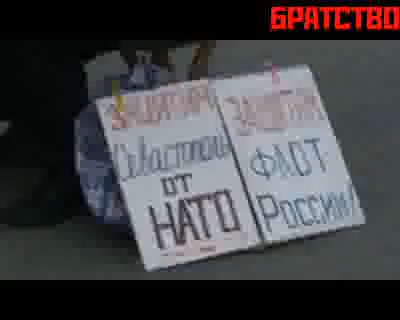 БРАТСТВО
ЗАЩИТИМ
Севастополь
ОТ
НАТО
ЗАЩИТИМ
ФЛОТ
РОССИИ!